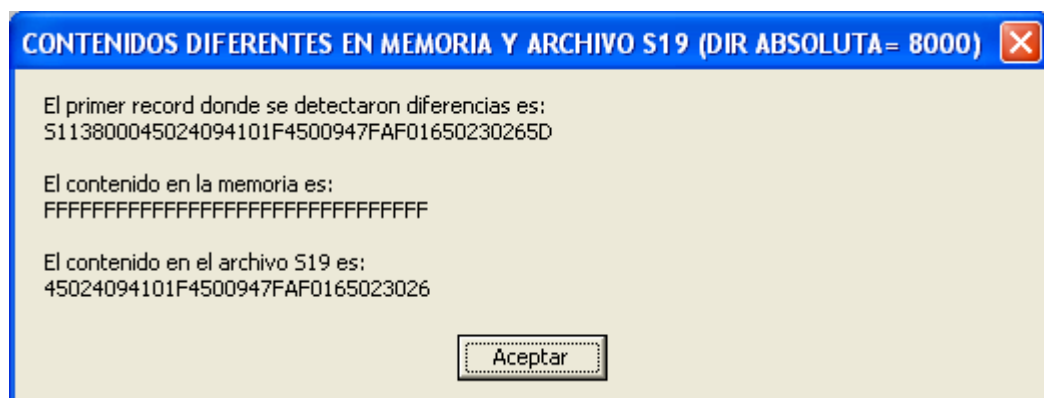 CONTENIDOS DIFERENTES EN MEMORIA Y ARCHIVO S19 (DIR ABSOLUTA= 8000)
El primer record donde se detectaron diferencias es:
S113800045024094101F4500947FAF01650230265D
El contenido en la memoria es:
FFFFFFFFFFFFFFFFFFFFFFFFFFFFFFFF
El contenido en el archivo S19 es:
45024094101F4500947FAF0165023026
Aceptar